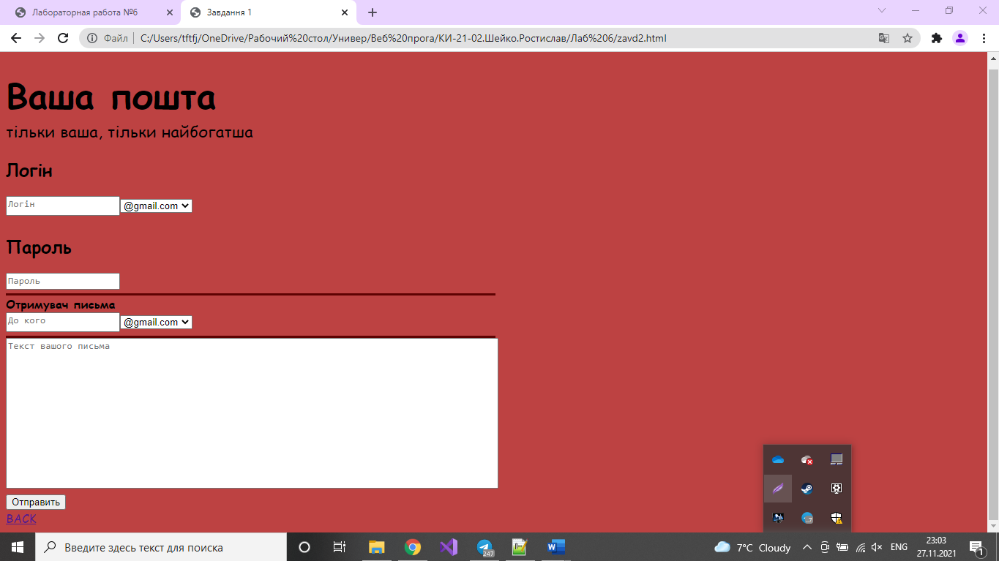 Лабораторная работа №6
Завдання 1
Файл
C:/Users/tftfj/OneDrive/Рабочий%20стол/Универ/Веб%20прога/КИ-21-02.Шейко.Ростислав/Лаб%206/zavd2.html
Ваша пошта
тільки ваша, тільки найбогатша
Логін
Логін @gmail.com
Пароль
Пароль
Отримувач письма
До кого @gmail.com
Текст вашого письма
Отправить
BACK
Введите здесь текст для поиска
247
7°C Cloudy
ENG
23:03
27.11.2021
1